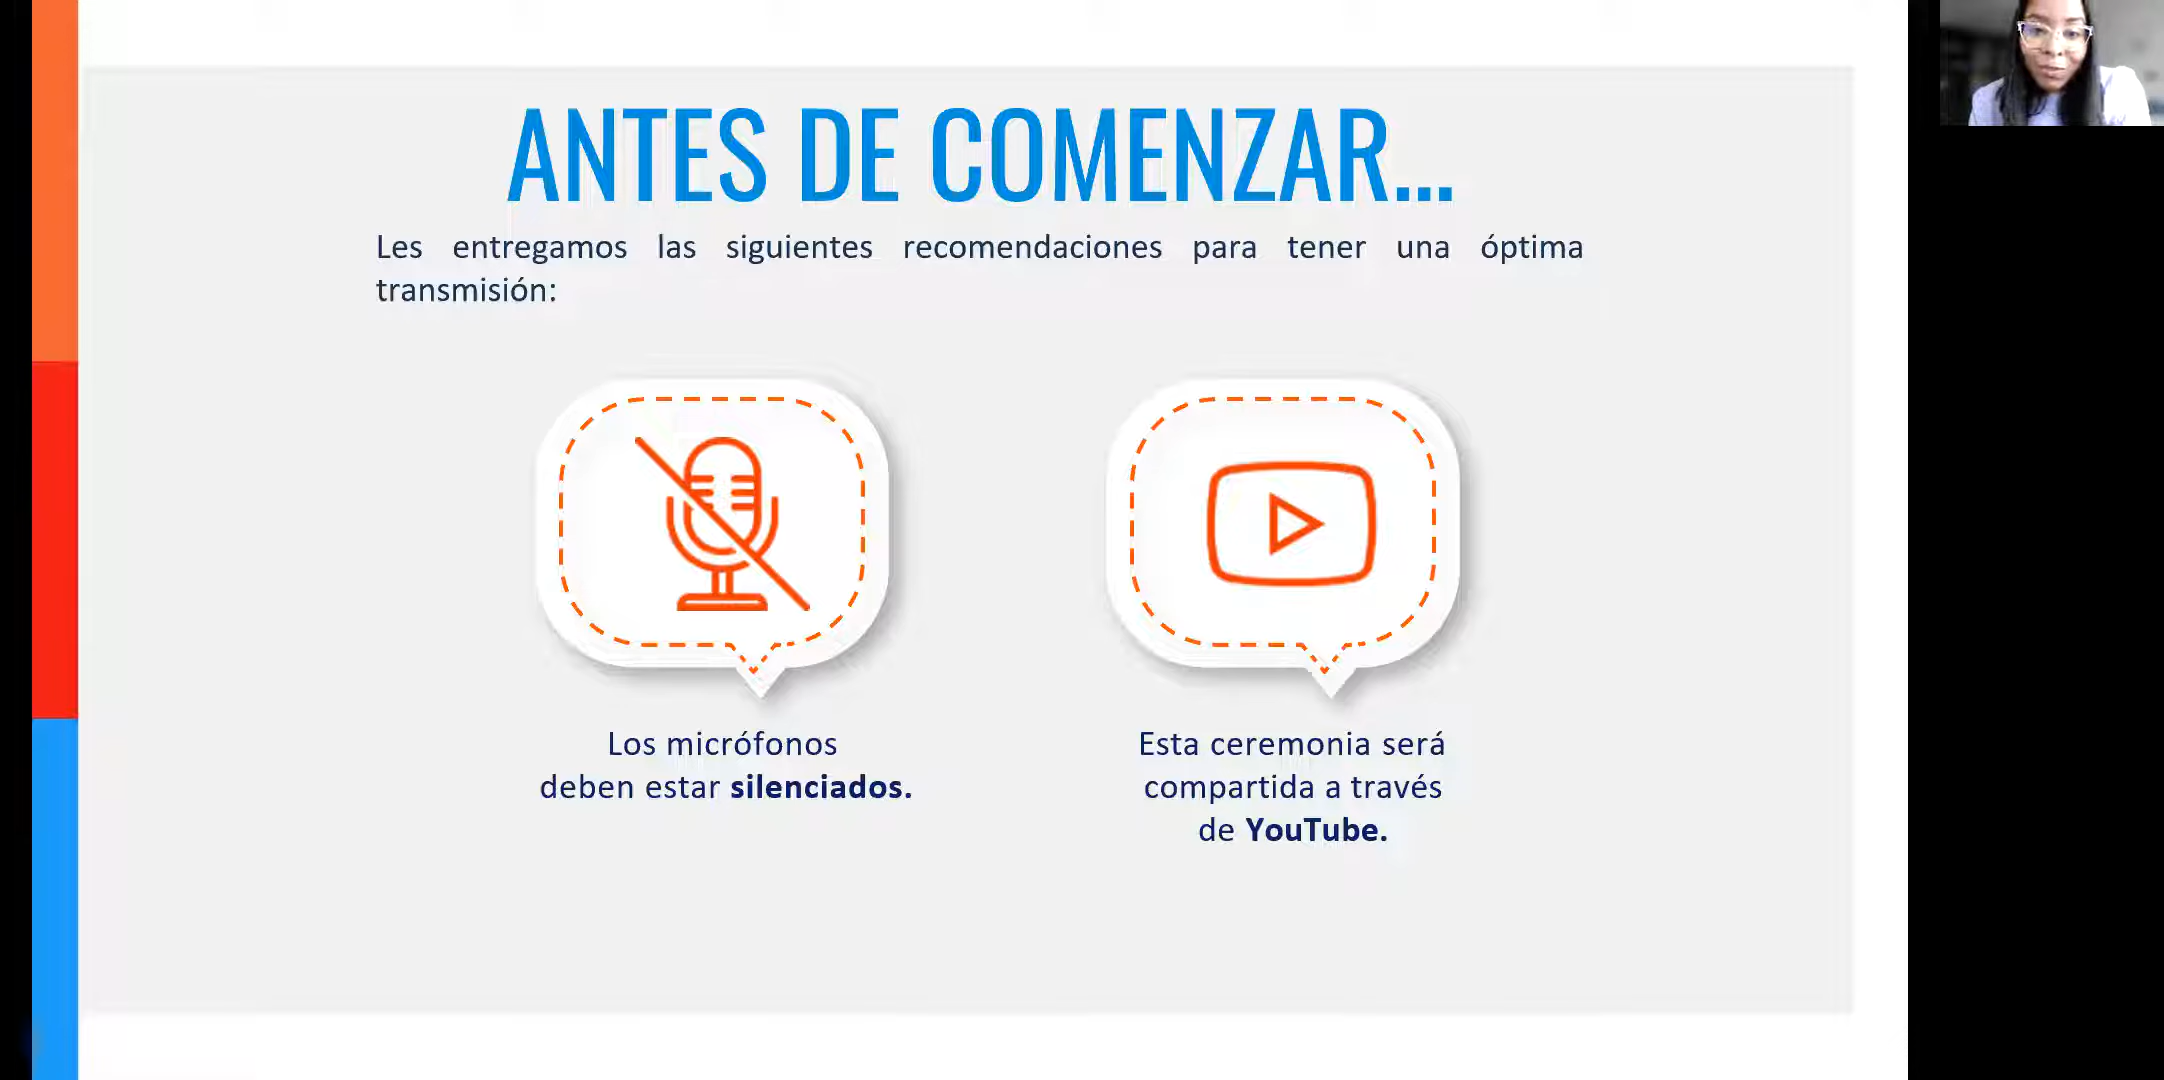 ANTES DE COMENZAR...
Les entregamos las siguientes recomendaciones para tener una óptima
transmisión:
Los micrófonos
deben estar silenciados.
Esta ceremonia será
compartida a través
de YouTube.